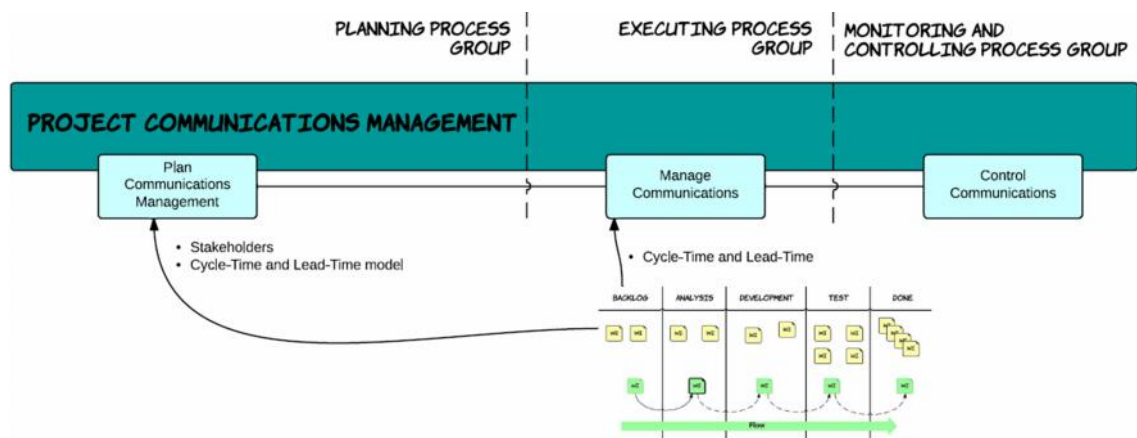 PLANNING PROCESS
GROUP
EXECUTING PROCESS
GROUP
MONITORING AND
CONTROLLING PROCESS GROUP
PROJECT COMMUNICATIONS MANAGEMENT
Plan
Communications
Management
Manage
Communications
Control
Communications
• Stakeholders
• Cycle-Time and Lead-Time model
• Cycle-Time and Lead-Time
BACKLOG
ANALYSIS
DEVELOPMENT
TEST
DONE
Flow